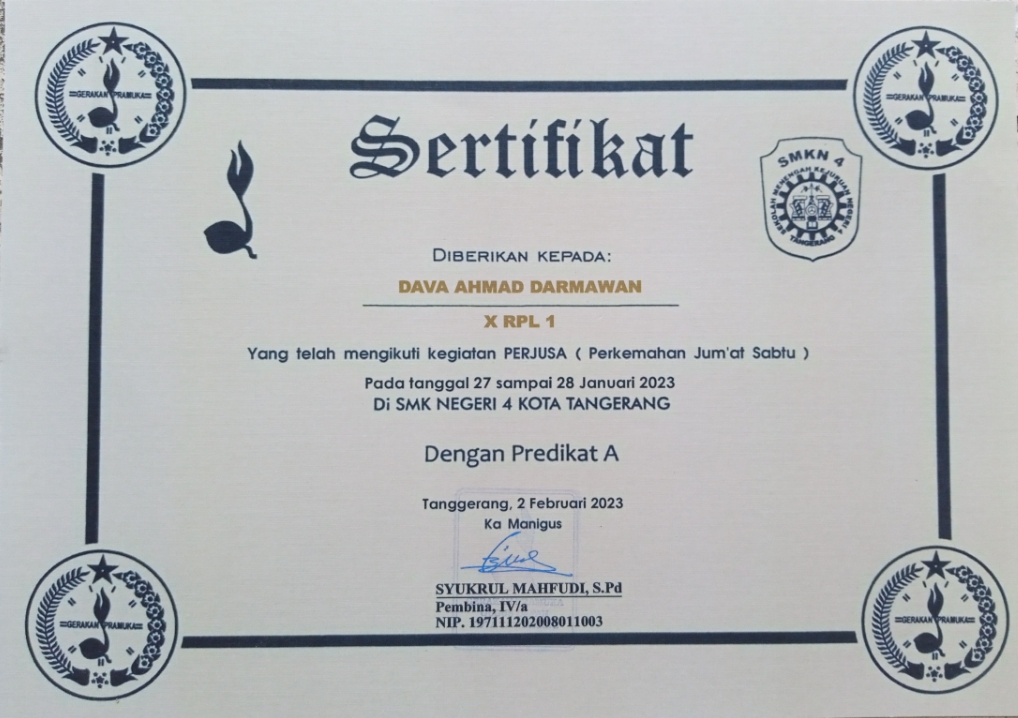 GERAKAN PRAMUKA
GERAKAN PRAMUKA
Sertifikat
SMKN 4
SEKOLAH MENENGAH KEJURUAN NEGERI 4
TANGERANG
DIBERIKAN KEPADA:
DAVA AHMAD DARMAWAN
X RPL 1
Yang telah mengikuti kegiatan PERJUSA ( Perkemahan Jum'at Sabtu )
Pada tanggal 27 sampai 28 Januari 2023
Di SMK NEGERI 4 KOTA TANGERANG
Dengan Predikat A
Tanggerang, 2 Februari 2023
Ka Manigus
SYUKRUL MAHFUDI, S.Pd
Pembina, IV/a
NIP. 197111202008011003
GERAKAN PRAMUKA
GERAKAN PRAMUKA